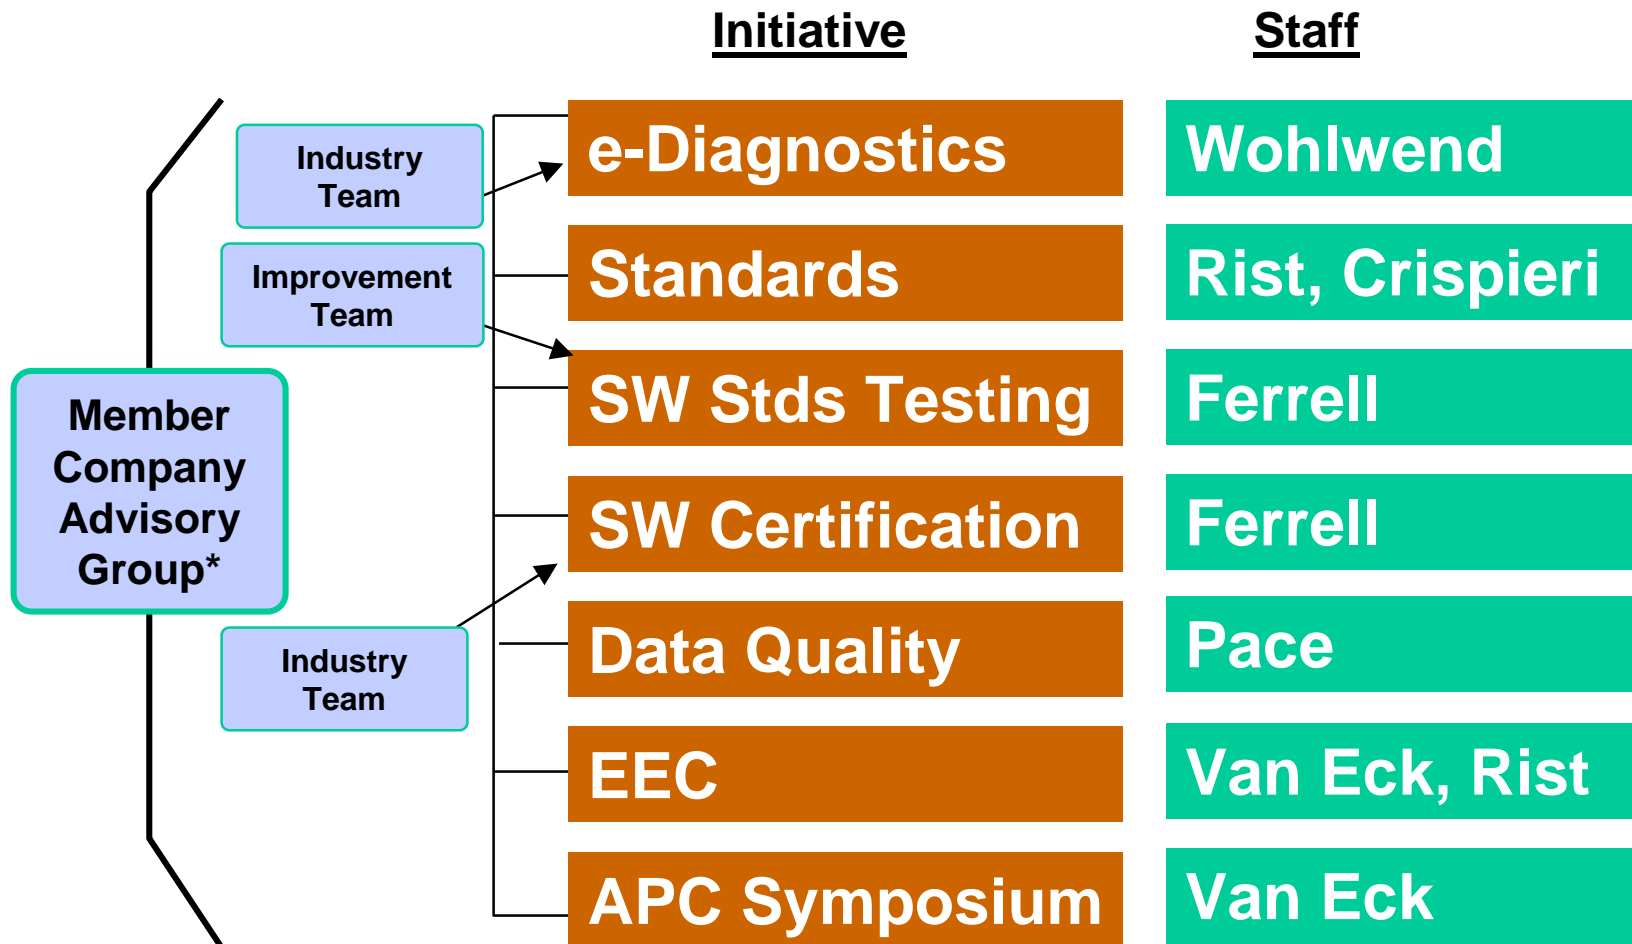 Initiative Staff
Industry
Team
e-Diagnostics Wohlwend
Improvement
Team
Standards Rist, Crispieri
Member
Company
Advisory
Group*
SW Stds Testing Ferrell
SW Certification Ferrell
Industry
Team
Data Quality Pace
EEC Van Eck, Rist
APC Symposium Van Eck